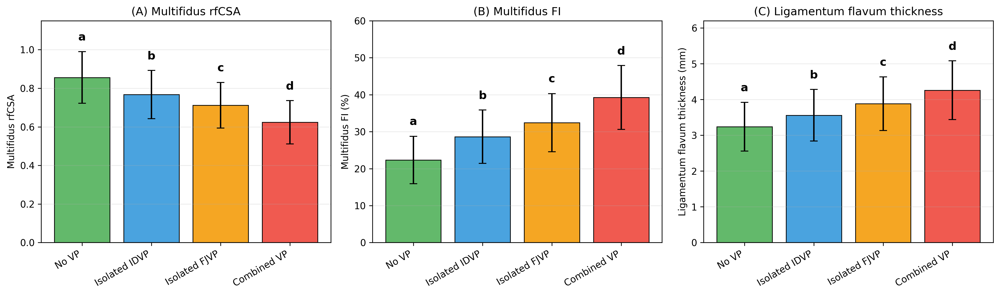 (A) Multifidus rfCSA
Multifidus rfCSA
1.0
0.8
0.6
0.4
0.2
0.0
a
b
c
d
No VP
Isolated IDVP
Isolated FJVP
Combined VP
(B) Multifidus FI
Multifidus FI (%)
60
50
40
30
20
10
0
a
b
c
d
No VP
Isolated IDVP
Isolated FJVP
Combined VP
(C) Ligamentum flavum thickness
Ligamentum flavum thickness (mm)
6
5
4
3
2
1
0
a
b
c
d
No VP
Isolated IDVP
Isolated FJVP
Combined VP